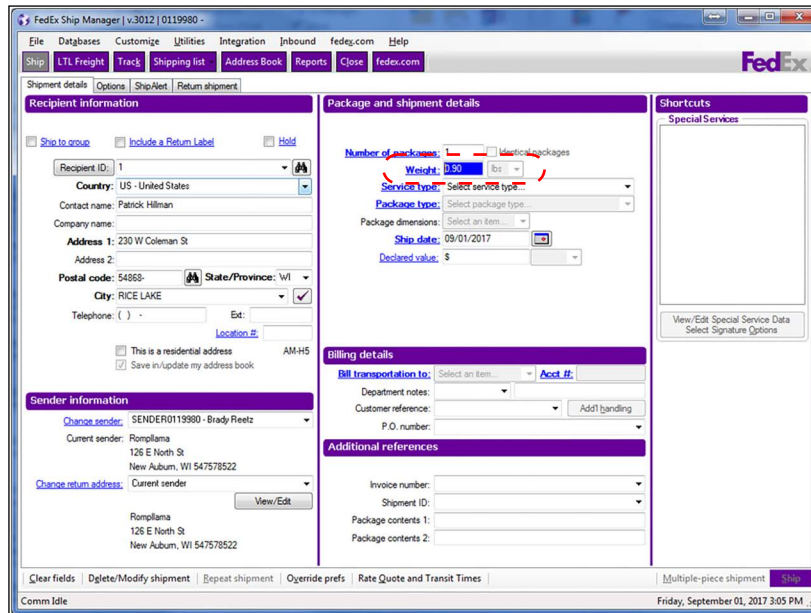 FedEx Ship Manager | v.3012 | 0119980 -
File Databases Customize Utilities Integration Inbound fedex.com Help
Ship LTL Freight Track Shipping list Address Book Reports Close fedex.com
FedEx
Shipment details Options ShipAlert Return shipment
Recipient information
Ship to group Include a Return Label Hold
Recipient ID: 1
Country: US - United States
Contact name: Patrick Hillman
Company name:
Address 1: 230 W Coleman St
Address 2:
Postal code: 54868- State/Province: WI
City: RICE LAKE
Telephone: ( ) - Ext:
Location #:
This is a residential address AM-H5
Save in/update my address book
Sender information
Change sender: SENDER0119980 - Brady Reetz
Current sender: Rompllama
126 E North St
New Auburn, WI 547578522
Change return address: Current sender
View/Edit
Rompllama
126 E North St
New Auburn, WI 547578522
Package and shipment details
Number of packages: 1 Identical packages
Weight: 0.90 lbs
Service type: Select service type...
Package type: Select package type...
Package dimensions: Select an item...
Ship date: 09/01/2017
Declared value: $
Billing details
Bill transportation to: Select an item... Acct #:
Department notes:
Customer reference: Add'l handling
P.O. number:
Additional references
Invoice number:
Shipment ID:
Package contents 1:
Package contents 2:
Shortcuts
Special Services
View/Edit Special Service Data
Select Signature Options
Clear fields Delete/Modify shipment Repeat shipment Override prefs Rate Quote and Transit Times Multiple-piece shipment Ship
Comm Idle Friday, September 01, 2017 3:05 PM